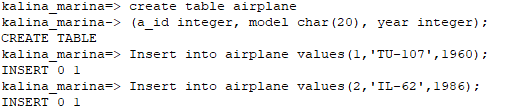 kalina_marina=> create table airplane
kalina_marina-> (a_id integer, model char(20), year integer);
CREATE TABLE
kalina_marina=> Insert into airplane values(1,'TU-107',1960);
INSERT 0 1
kalina_marina=> Insert into airplane values(2,'IL-62',1986);
INSERT 0 1